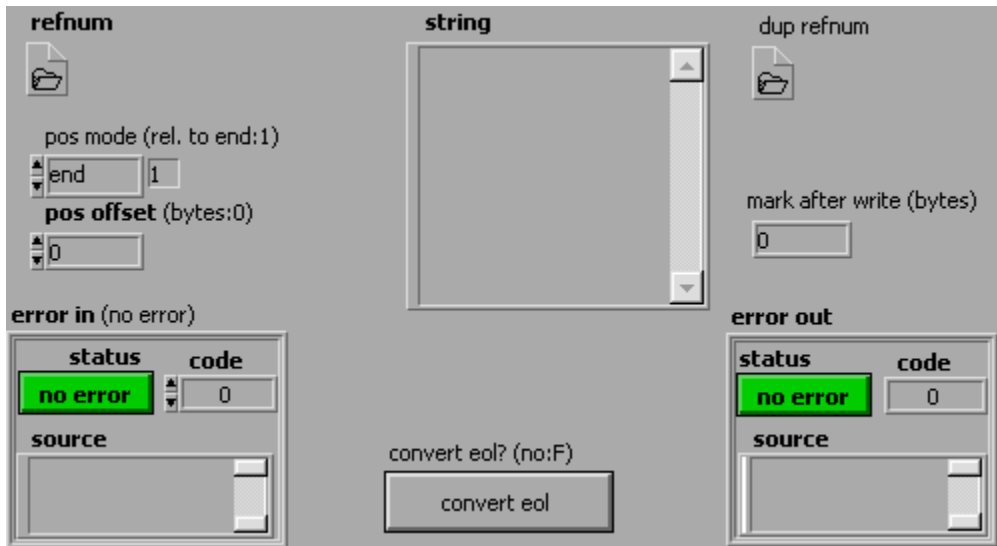 refnum
string
dup refnum
pos mode (rel. to end:1)
end 1
pos offset (bytes:0)
0
mark after write (bytes)
0
error in (no error)
status code
no error 0
source
convert eol? (no:F)
convert eol
error out
status code
no error 0
source